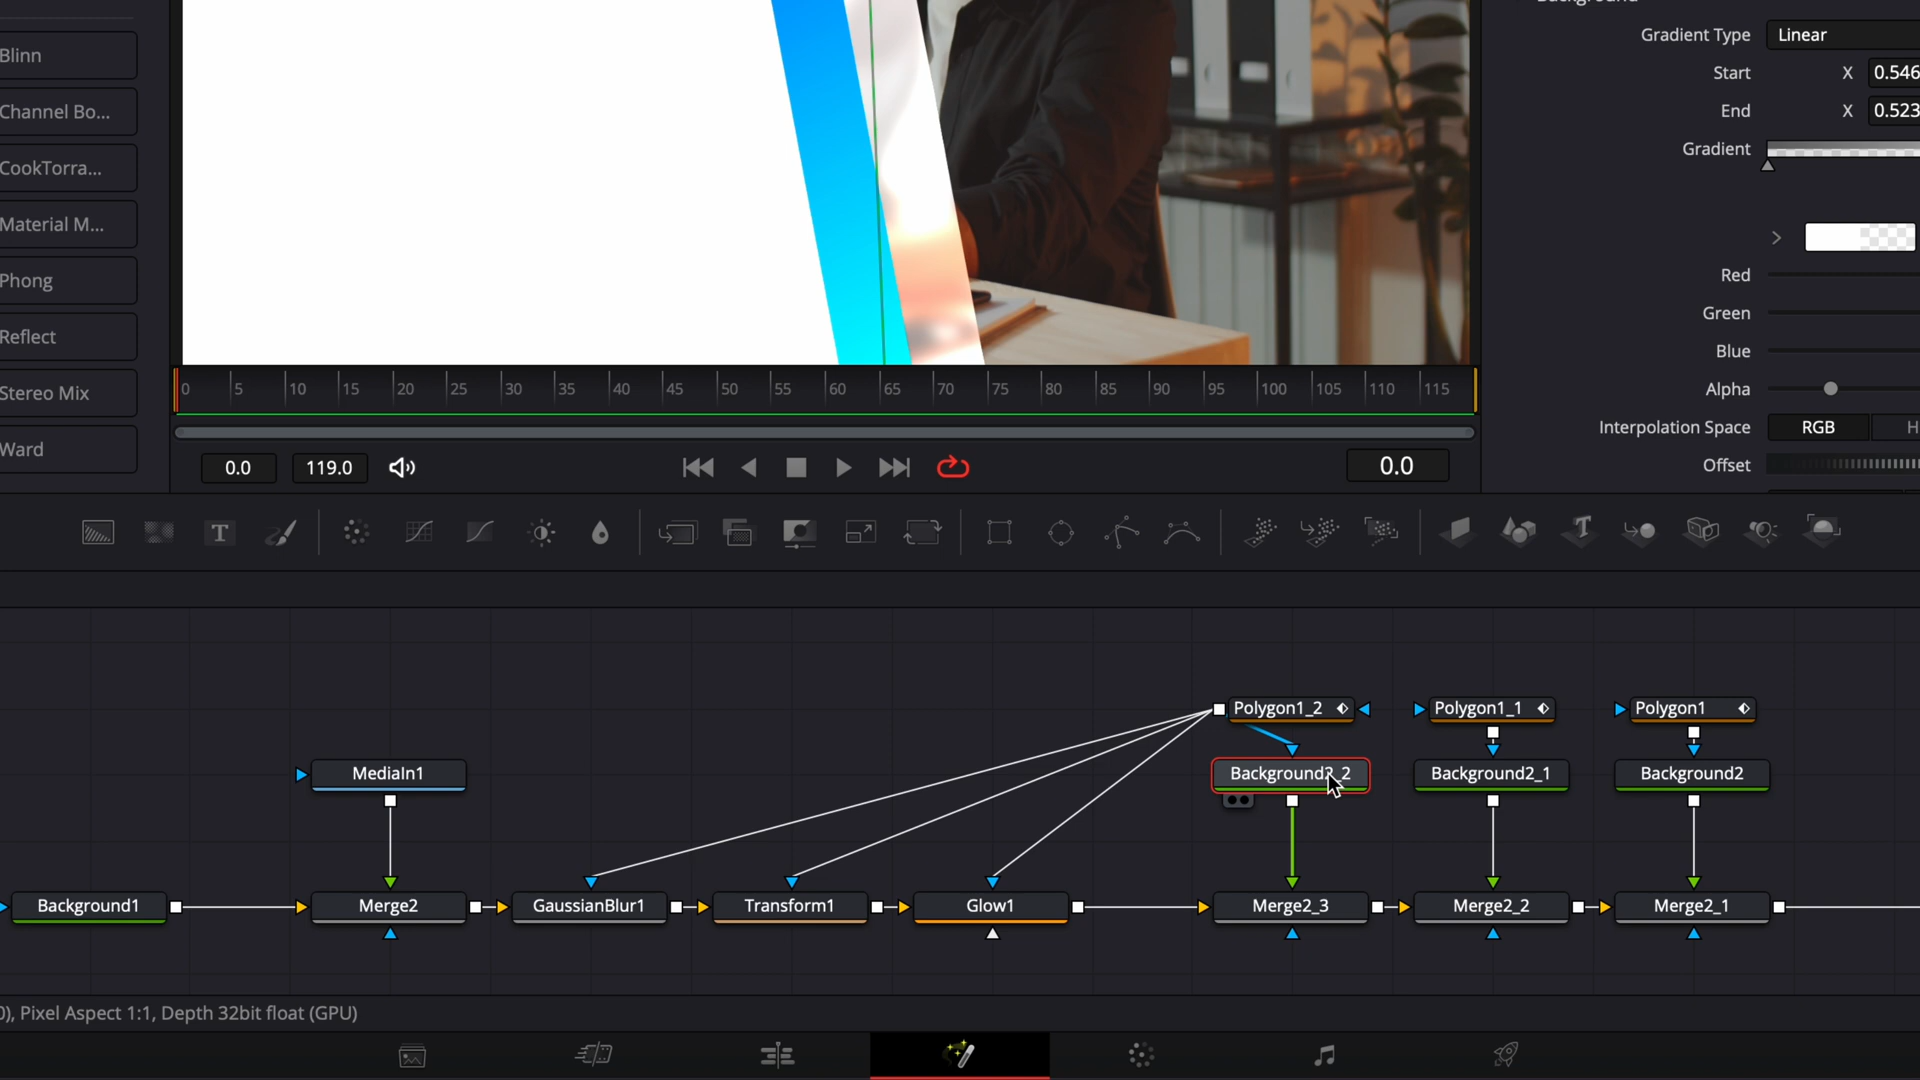 Blinn
Channel Bo...
CookTorra...
Material M...
Phong
Reflect
Stereo Mix
Ward
Background
Gradient Type Linear
Start X 0.546
End X 0.523
Gradient
Red
Green
Blue
Alpha
Interpolation Space RGB H
Offset
0 5 10 15 20 25 30 35 40 45 50 55 60 65 70 75 80 85 90 95 100 105 110 115
0.0 119.0 0.0
T T
Polygon1_2 Polygon1_1 Polygon1
MediaIn1 Background2_2 Background2_1 Background2
Background1 Merge2 GaussianBlur1 Transform1 Glow1 Merge2_3 Merge2_2 Merge2_1
0), Pixel Aspect 1:1, Depth 32bit float (GPU)